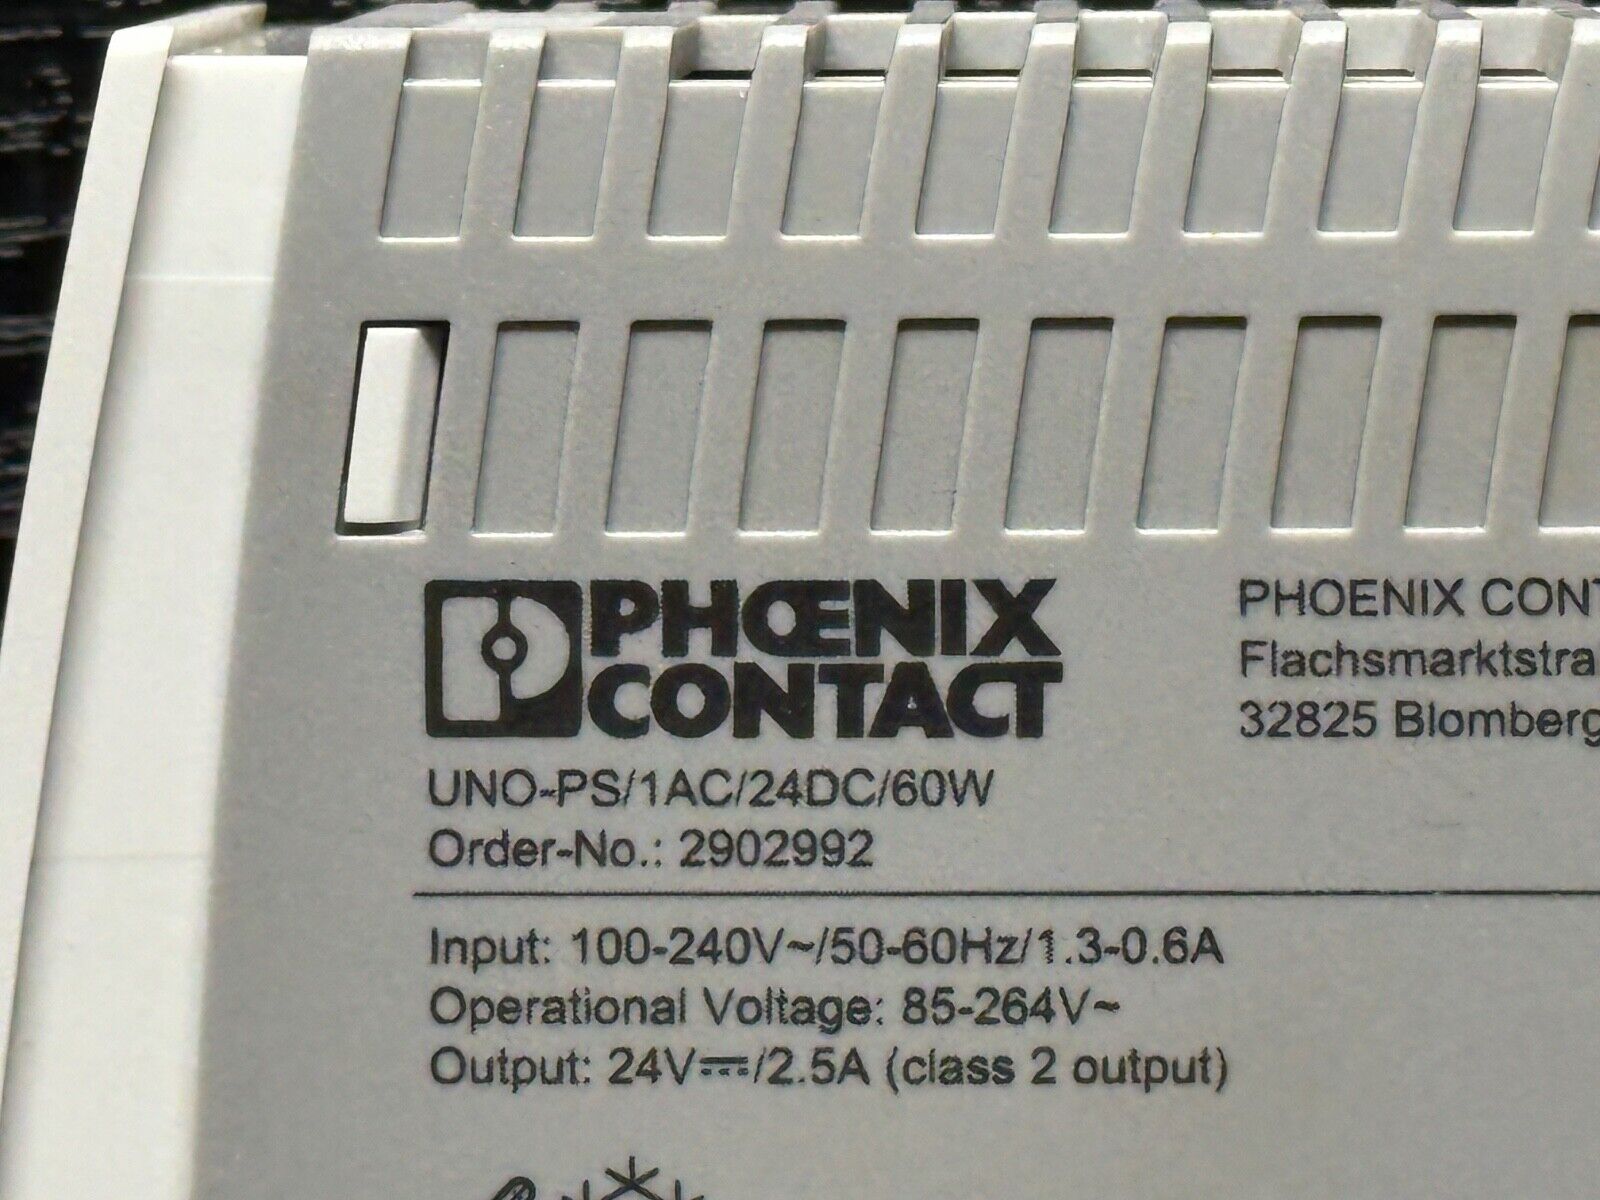 PHŒNIX
CONTACT
UNO-PS/1AC/24DC/60W
Order-No.: 2902992
PHOENIX CONT
Flachsmarktstra
32825 Blomberg
Input: 100-240V~/50-60Hz/1.3-0.6A
Operational Voltage: 85-264V~
Output: 24V⎓/2.5A (class 2 output)